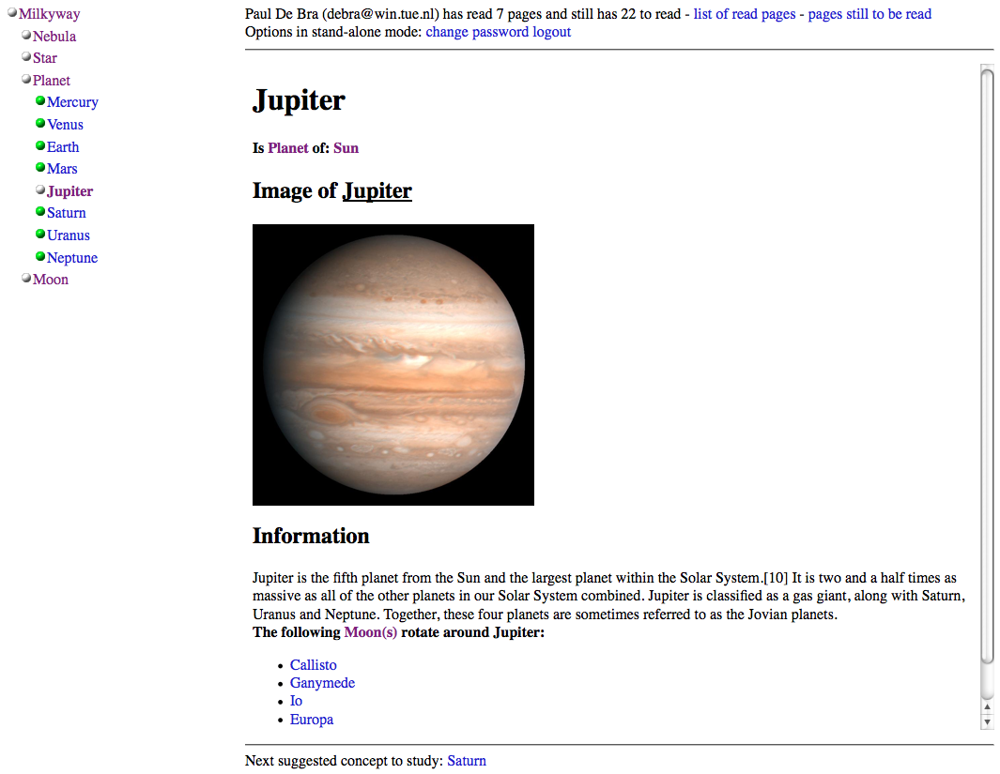 Milkyway
Nebula
Star
Planet
Mercury
Venus
Earth
Mars
Jupiter
Saturn
Uranus
Neptune
Moon
Paul De Bra (debra@win.tue.nl) has read 7 pages and still has 22 to read - list of read pages - pages still to be read
Options in stand-alone mode: change password logout
Jupiter
Is Planet of: Sun
Image of Jupiter
Information
Jupiter is the fifth planet from the Sun and the largest planet within the Solar System.[10] It is two and a half times as
massive as all of the other planets in our Solar System combined. Jupiter is classified as a gas giant, along with Saturn,
Uranus and Neptune. Together, these four planets are sometimes referred to as the Jovian planets.
The following Moon(s) rotate around Jupiter:
• Callisto
• Ganymede
• Io
• Europa
Next suggested concept to study: Saturn